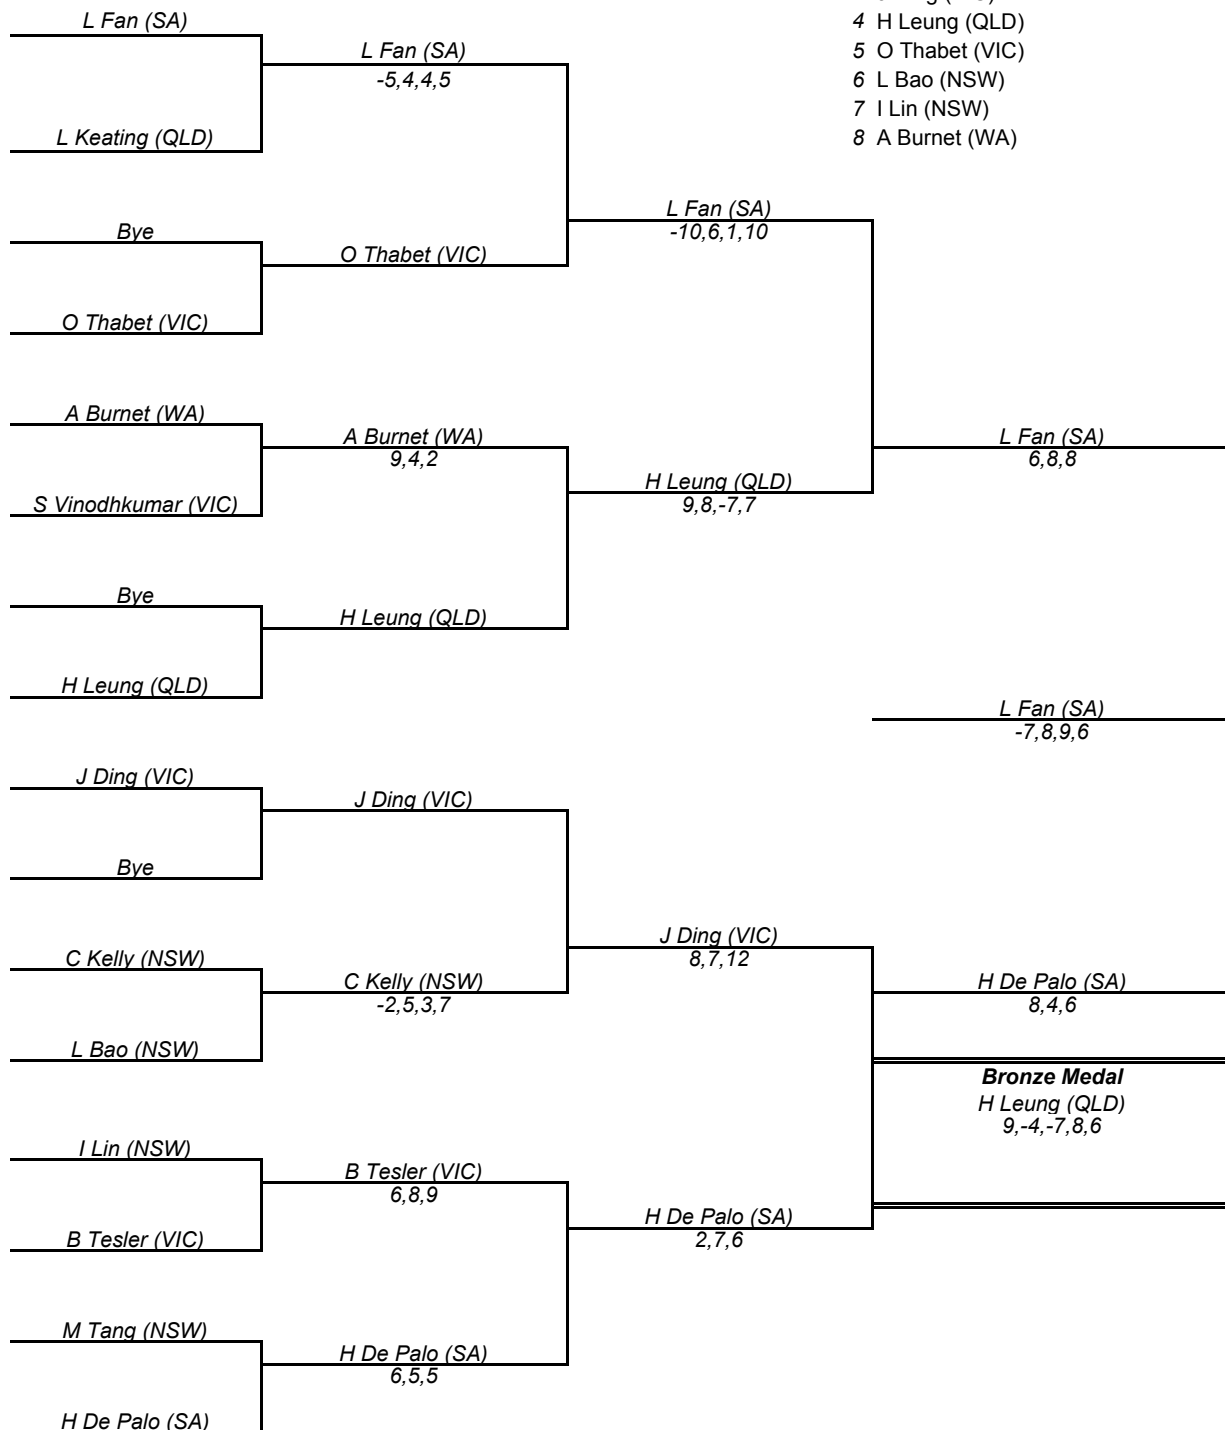 L Fan (SA)
L Fan (SA)
-5,4,4,5
L Keating (QLD)
4 H Leung (QLD)
5 O Thabet (VIC)
6 L Bao (NSW)
7 I Lin (NSW)
8 A Burnet (WA)
Bye
O Thabet (VIC)
O Thabet (VIC)
L Fan (SA)
-10,6,1,10
A Burnet (WA)
A Burnet (WA)
9,4,2
S Vinodhkumar (VIC)
H Leung (QLD)
9,8,-7,7
L Fan (SA)
6,8,8
Bye
H Leung (QLD)
H Leung (QLD)
L Fan (SA)
-7,8,9,6
J Ding (VIC)
J Ding (VIC)
Bye
J Ding (VIC)
8,7,12
C Kelly (NSW)
C Kelly (NSW)
-2,5,3,7
L Bao (NSW)
H De Palo (SA)
8,4,6
Bronze Medal
H Leung (QLD)
9,-4,-7,8,6
I Lin (NSW)
B Tesler (VIC)
6,8,9
B Tesler (VIC)
H De Palo (SA)
2,7,6
M Tang (NSW)
H De Palo (SA)
6,5,5
H De Palo (SA)